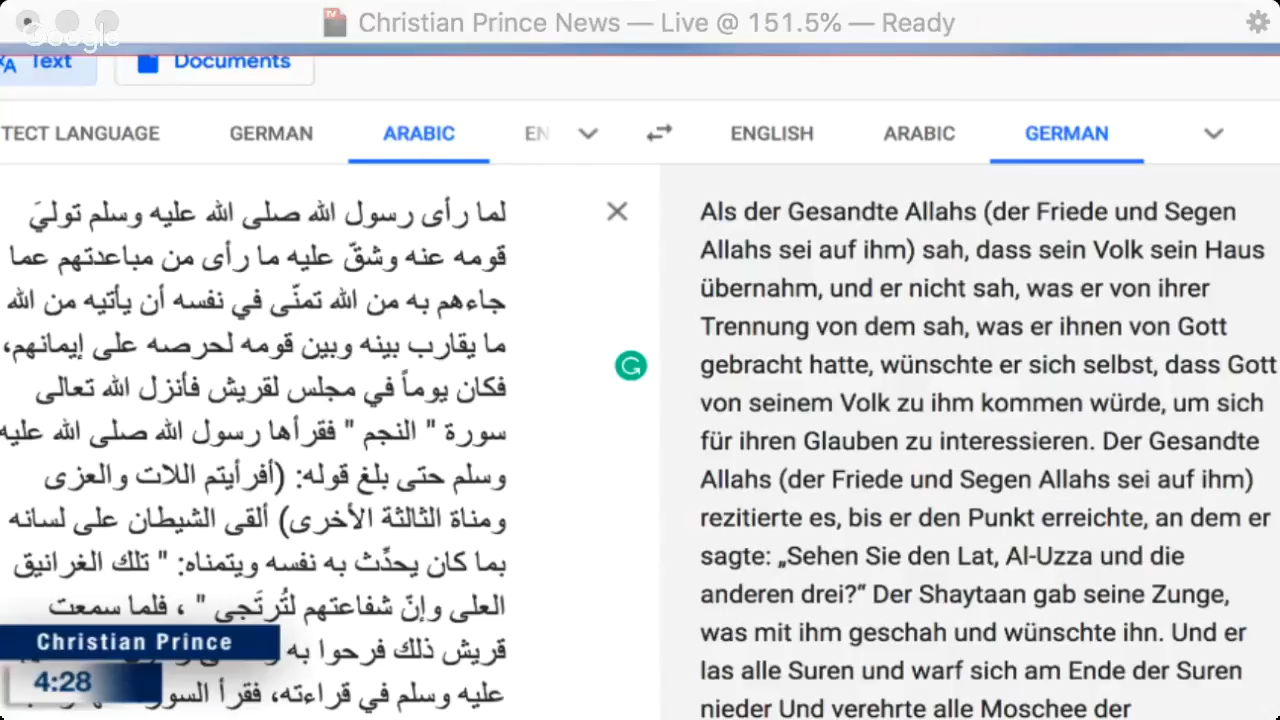 Christian Prince News — Live @ 151.5% — Ready
Google
Text
Documents
TECT LANGUAGE
GERMAN
ARABIC
EN
ENGLISH
ARABIC
GERMAN
لما رأى رسول الله صلى الله عليه وسلم توليَ
قومه عنه وشقّ عليه ما رأى من مباعدتهم عما
جاءهم به من الله تمنّى في نفسه أن يأتيه من الله
ما يقارب بينه وبين قومه لحرصه على إيمانهم،
فكان يوماً في مجلس لقريش فأنزل الله تعالى
سورة " النجم " فقرأها رسول الله صلى الله عليه
وسلم حتى بلغ قوله: (أفرأيتم اللات والعزى
ومناة الثالثة الأخرى) ألقى الشيطان على لسانه
بما كان يحدِّث به نفسه ويتمناه: " تلك الغرانيق
العلى وإنّ شفاعتهم لتُرتَجى " ، فلما سمعت
قريش ذلك فرحوا به
عليه وسلم في قراءته، فقرأ
Als der Gesandte Allahs (der Friede und Segen
Allahs sei auf ihm) sah, dass sein Volk sein Haus
übernahm, und er nicht sah, was er von ihrer
Trennung von dem sah, was er ihnen von Gott
gebracht hatte, wünschte er sich selbst, dass Gott
von seinem Volk zu ihm kommen würde, um sich
für ihren Glauben zu interessieren. Der Gesandte
Allahs (der Friede und Segen Allahs sei auf ihm)
rezitierte es, bis er den Punkt erreichte, an dem er
sagte: „Sehen Sie den Lat, Al-Uzza und die
anderen drei?“ Der Shaytaan gab seine Zunge,
was mit ihm geschah und wünschte ihn. Und er
las alle Suren und warf sich am Ende der Suren
nieder Und verehrte alle Moschee der
Christian Prince
4:28